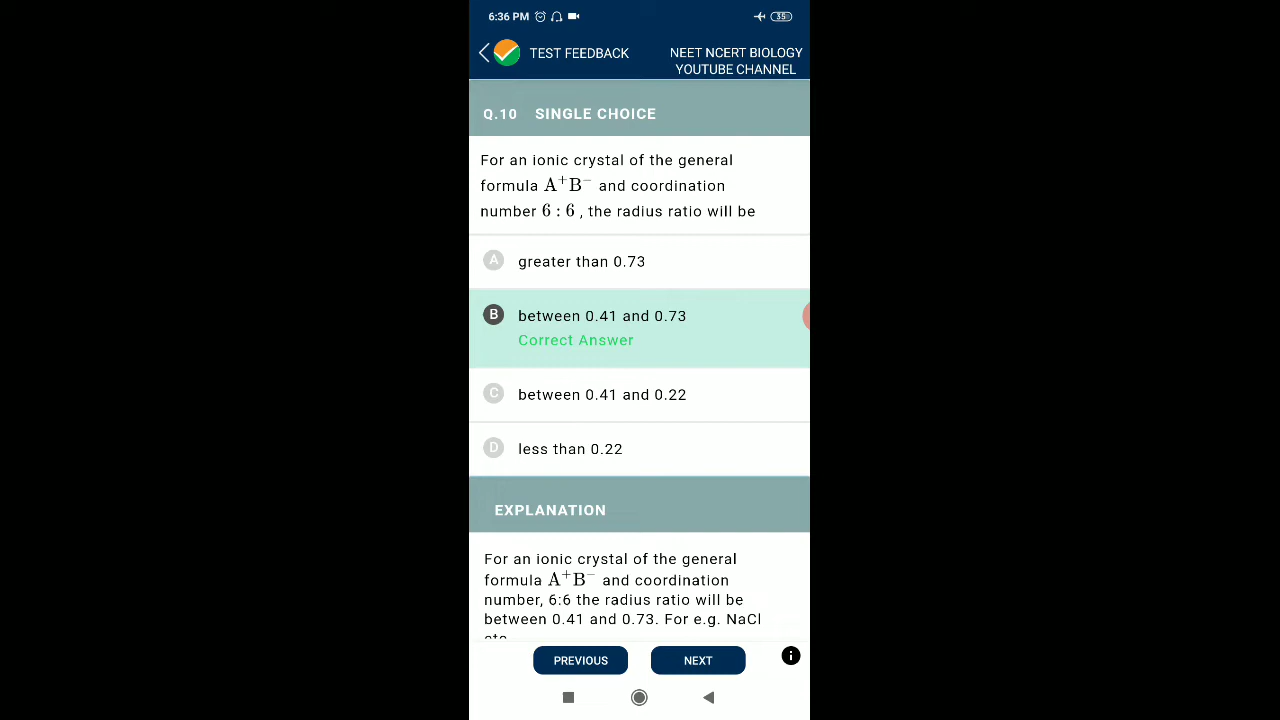 6:36 PM 35
TEST FEEDBACK
NEET NCERT BIOLOGY
YOUTUBE CHANNEL
Q.10 SINGLE CHOICE
For an ionic crystal of the general
formula A⁺B⁻ and coordination
number 6 : 6 , the radius ratio will be
A greater than 0.73
B between 0.41 and 0.73
Correct Answer
C between 0.41 and 0.22
D less than 0.22
EXPLANATION
For an ionic crystal of the general
formula A⁺B⁻ and coordination
number, 6:6 the radius ratio will be
between 0.41 and 0.73. For e.g. NaCl
PREVIOUS NEXT